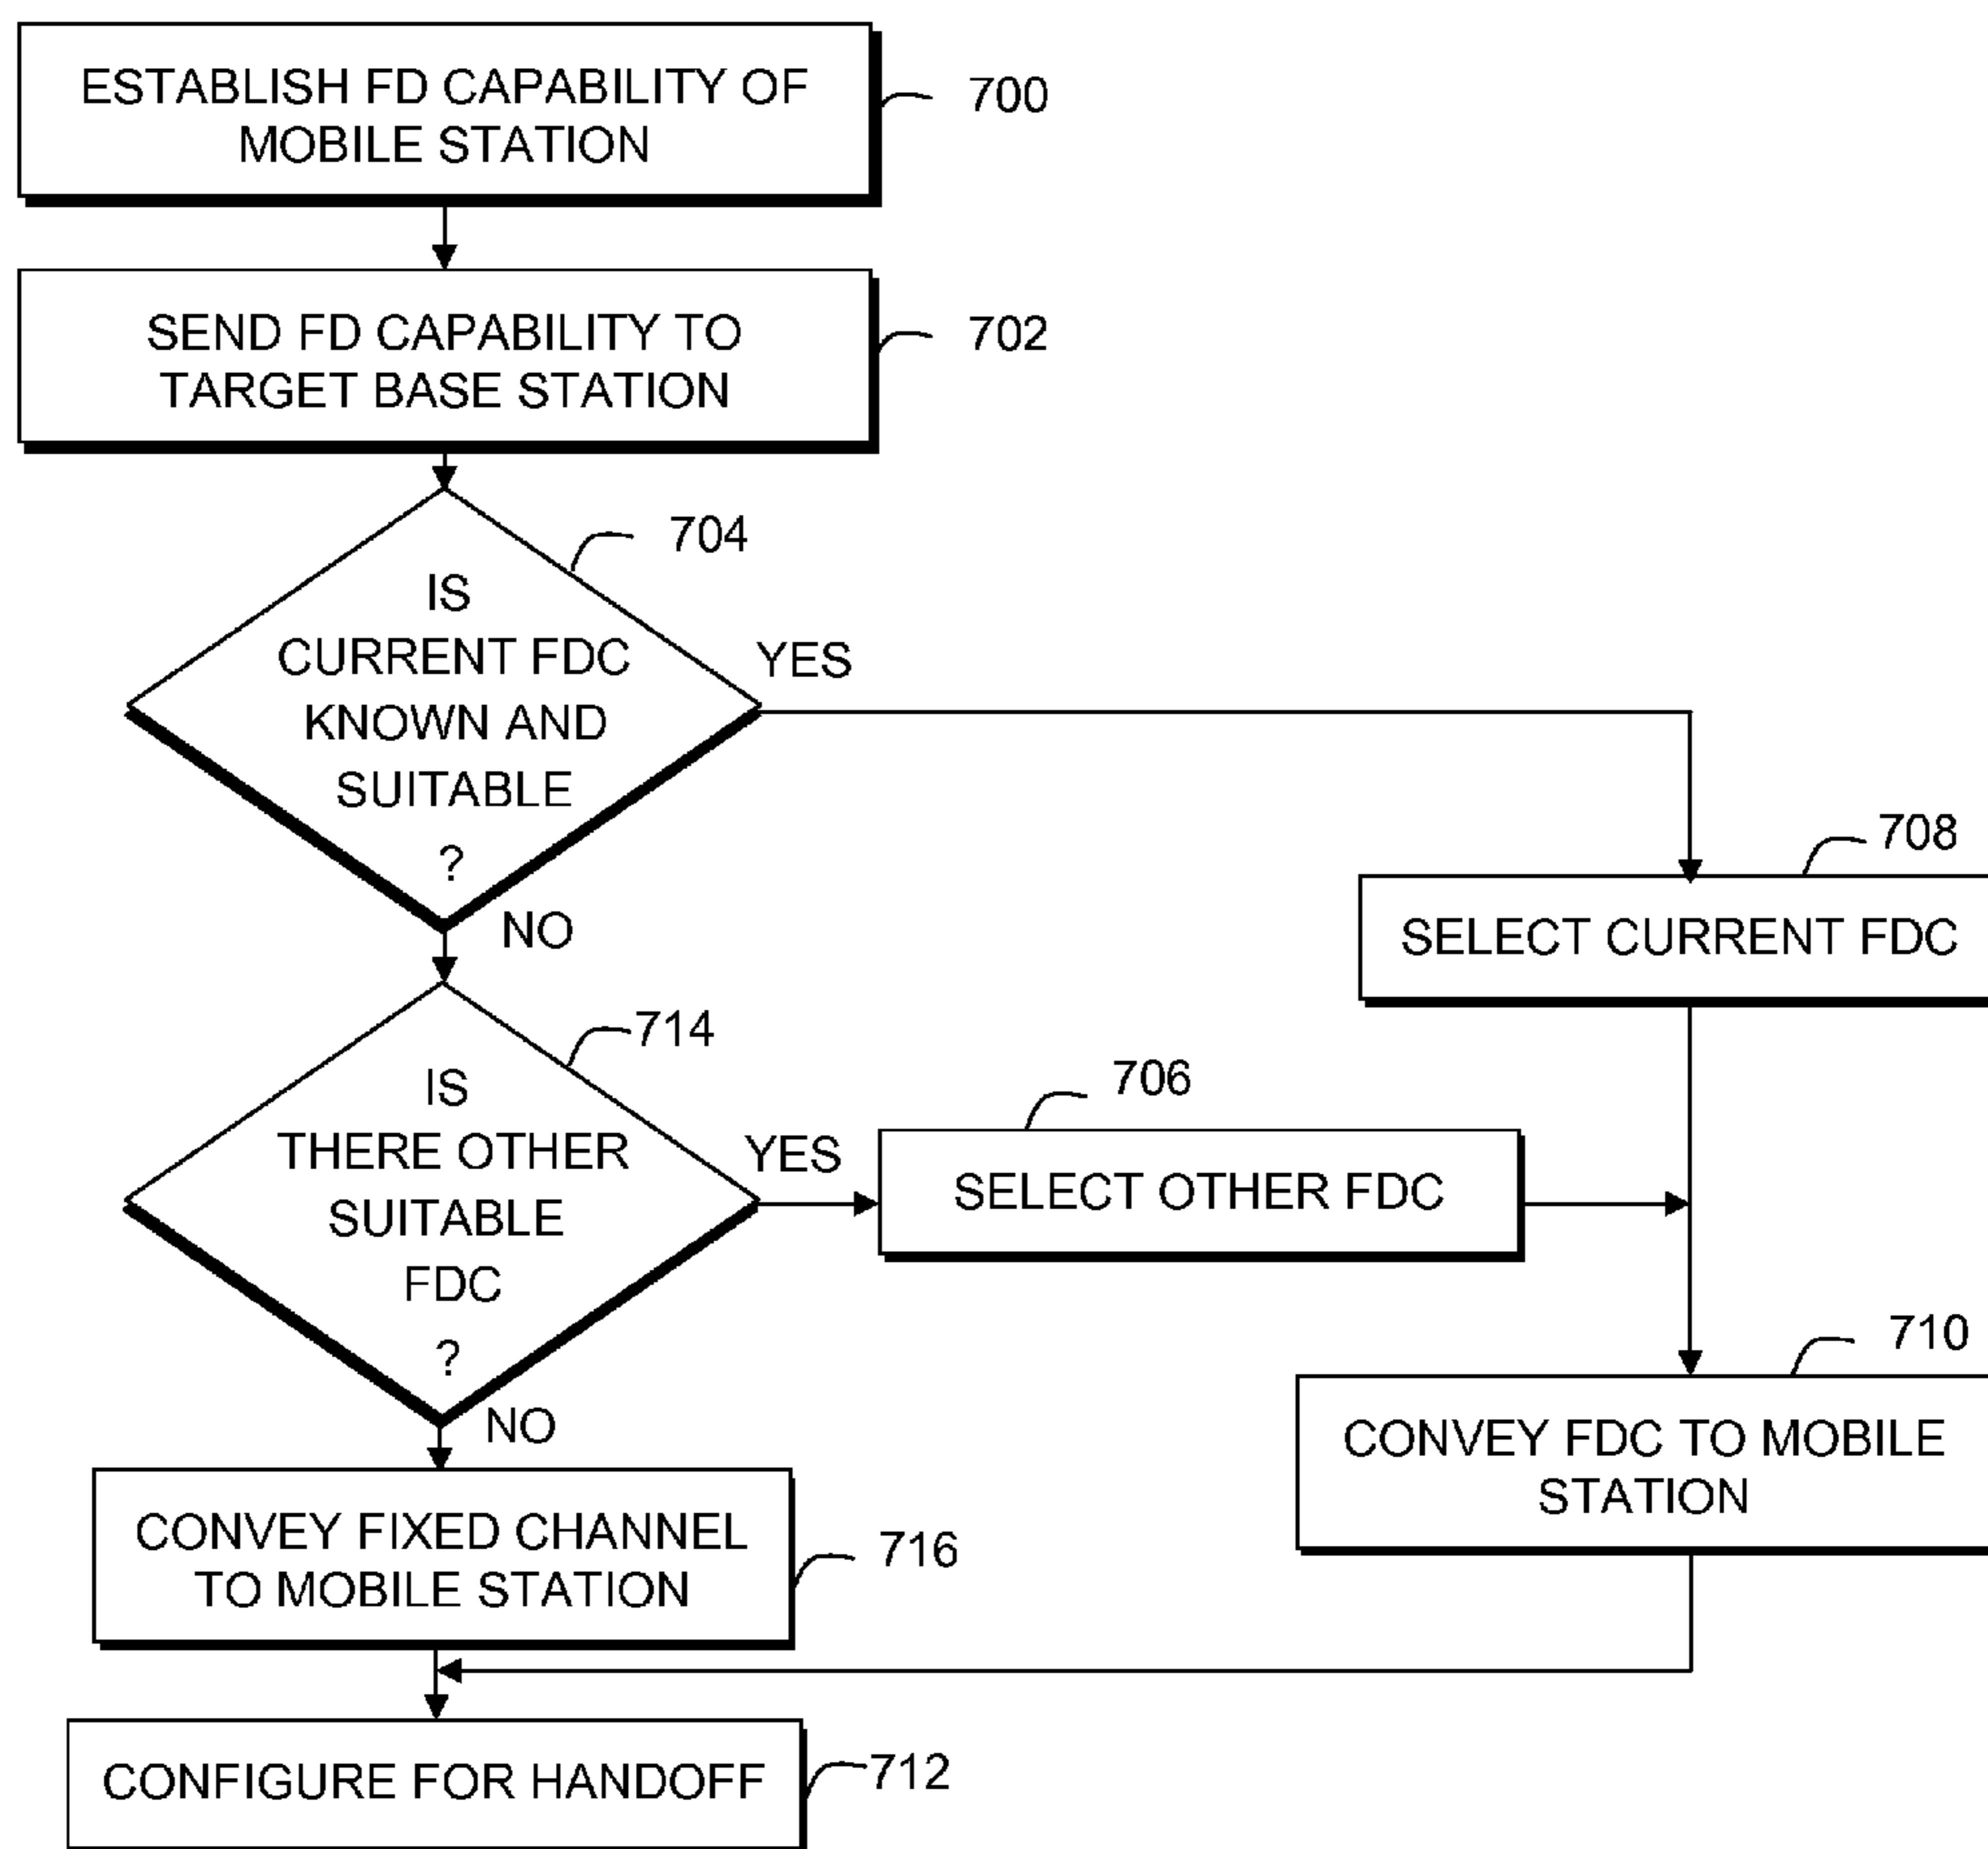 ESTABLISH FD CAPABILITY OF
MOBILE STATION
700
SEND FD CAPABILITY TO
TARGET BASE STATION
702
704
IS
CURRENT FDC
KNOWN AND
SUITABLE
?
YES
NO
708
SELECT CURRENT FDC
714
IS
THERE OTHER
SUITABLE
FDC
?
YES
NO
706
SELECT OTHER FDC
710
CONVEY FDC TO MOBILE
STATION
CONVEY FIXED CHANNEL
TO MOBILE STATION
716
CONFIGURE FOR HANDOFF
712